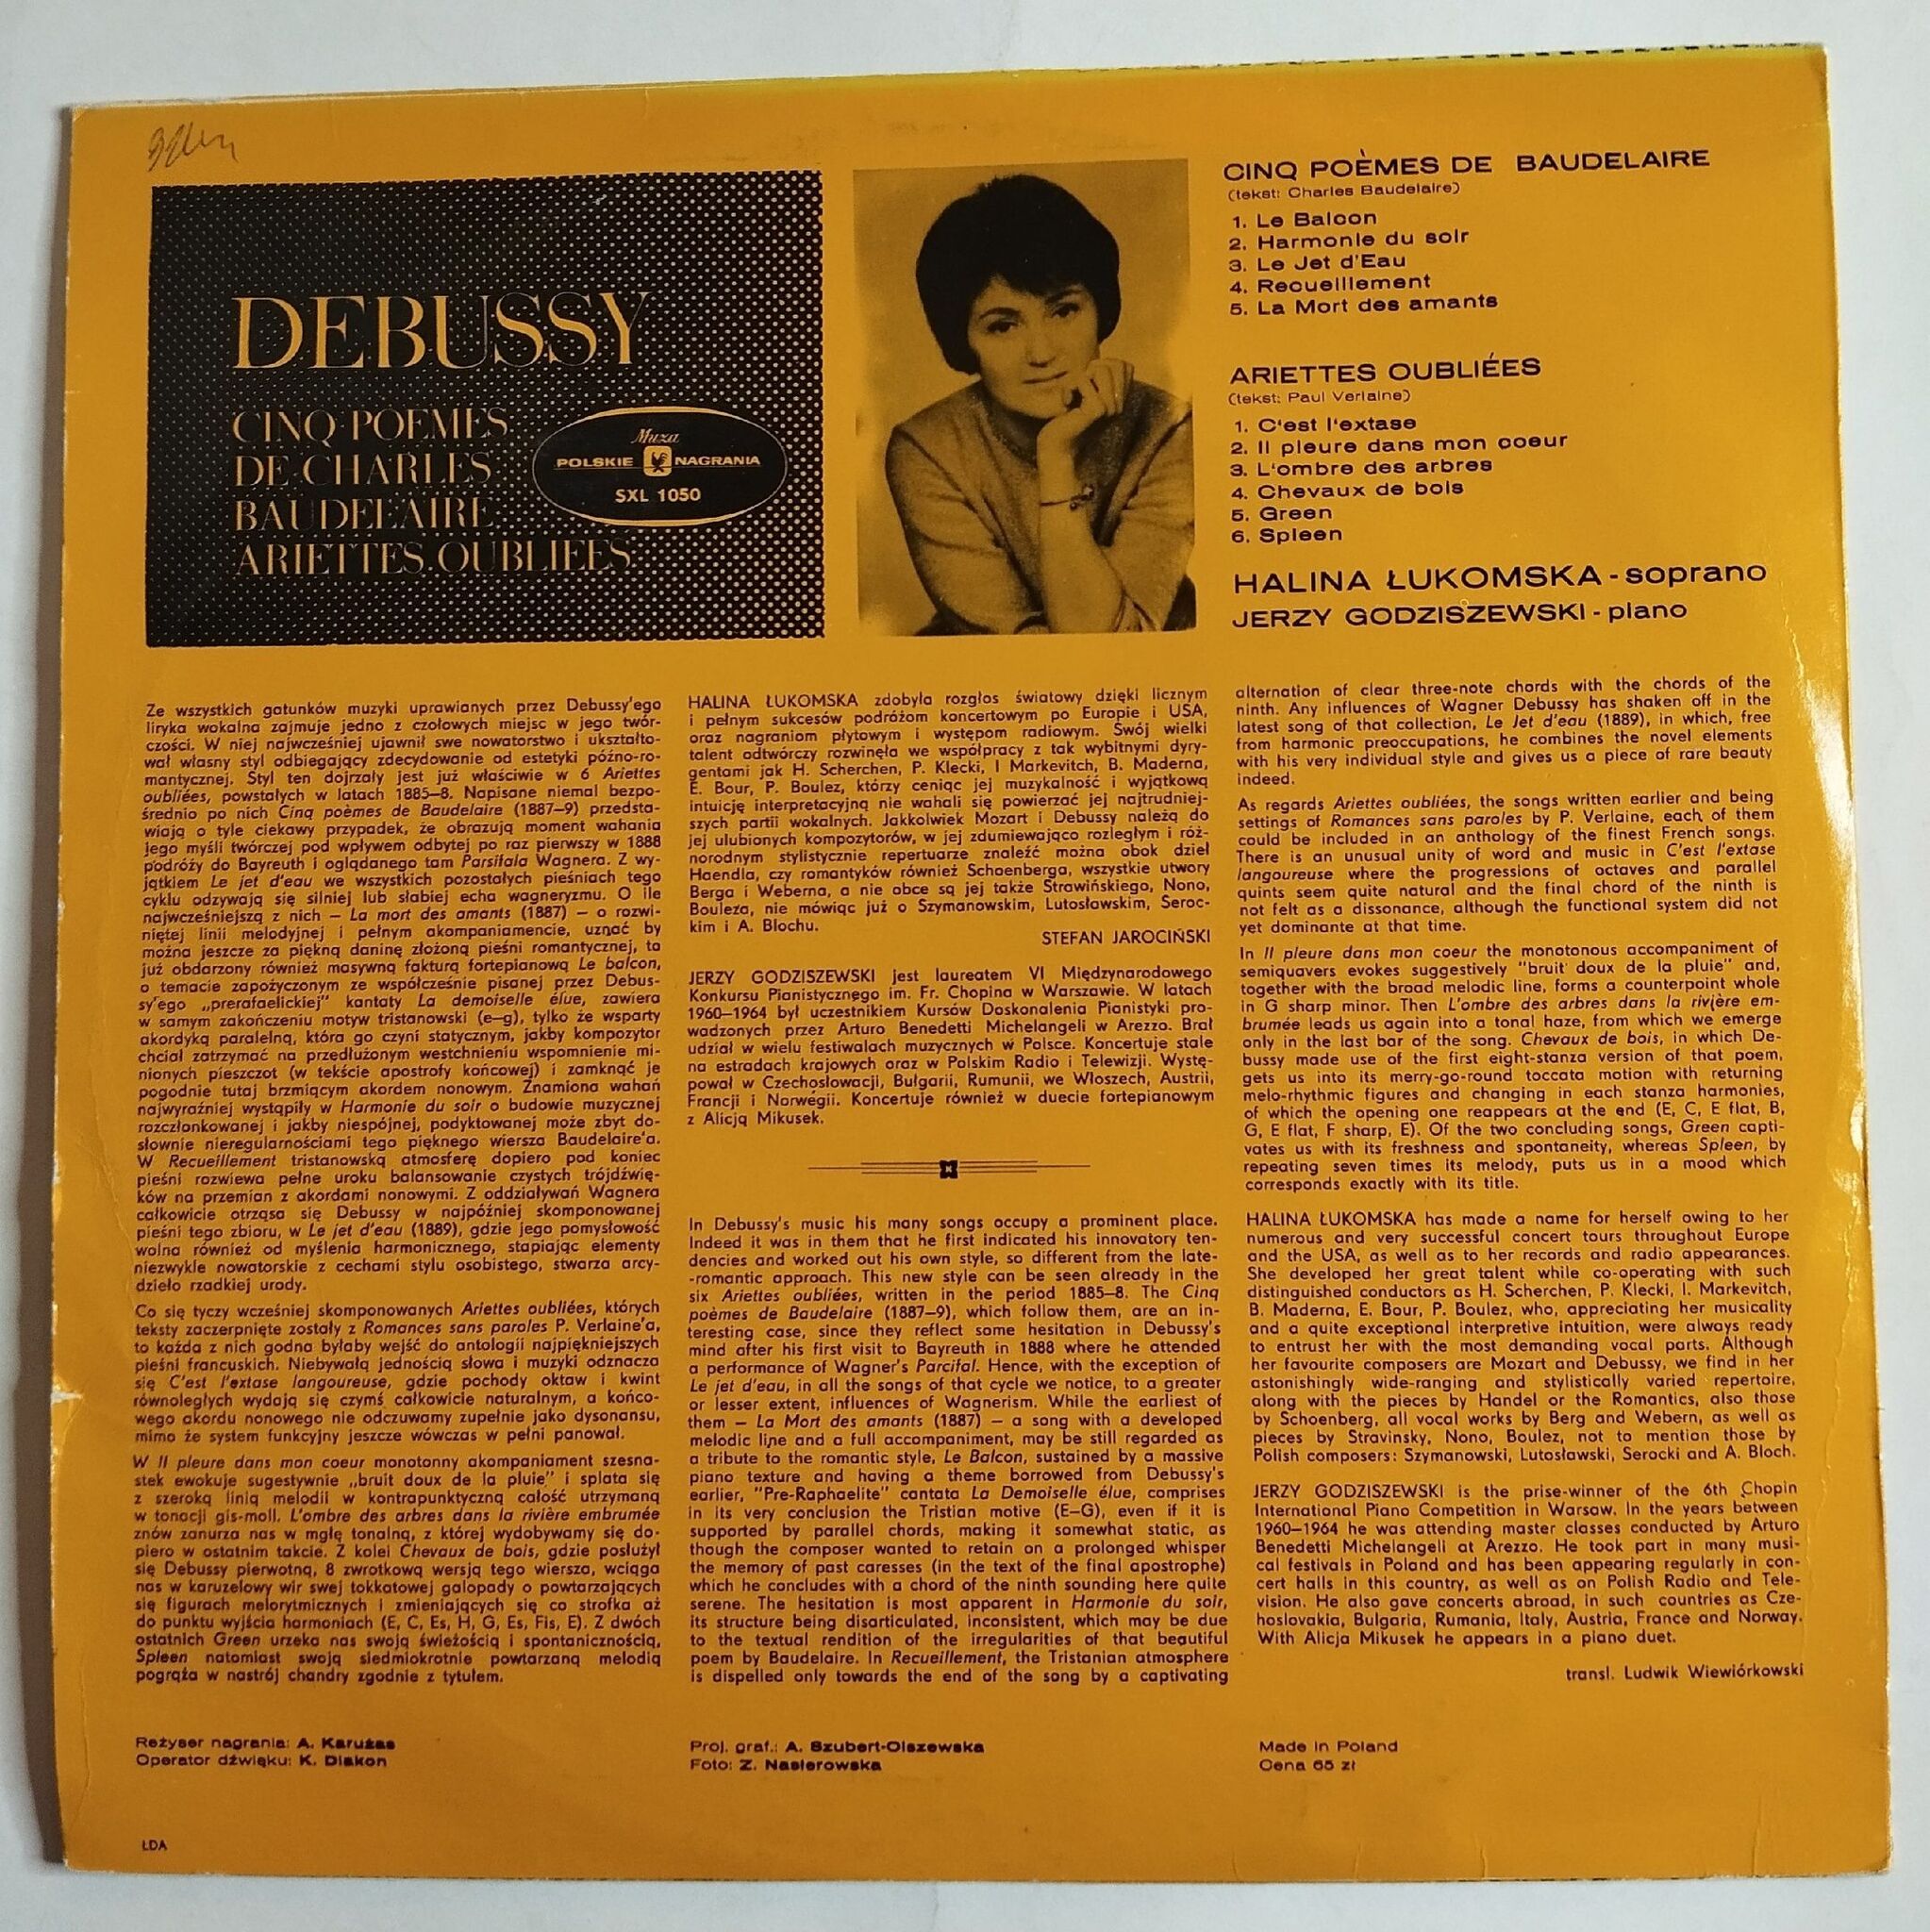 DEBUSSY
CINQ POEMES
DE CHARLES
BAUDELAIRE
ARIETTES OUBLIEES
Muza
POLSKIE NAGRANIA
SXL 1050
CINQ POÈMES DE BAUDELAIRE
(tekst: Charles Baudelaire)
1. Le Balcon
2. Harmonie du soir
3. Le Jet d'Eau
4. Recueillement
5. La Mort des amants
ARIETTES OUBLIÉES
(tekst: Paul Verlaine)
1. C'est l'extase
2. Il pleure dans mon coeur
3. L'ombre des arbres
4. Chevaux de bois
5. Green
6. Spleen
HALINA ŁUKOMSKA - soprano
JERZY GODZISZEWSKI - piano
Ze wszystkich gatunków muzyki uprawianych przez Debussy'ego
liryka wokalna zajmuje jedno z czołowych miejsc w jego twór-
czości. W niej najwcześniej ujawnił swe nowatorstwo i ukształto-
wał własny styl odbiegający zdecydowanie od estetyki późno-ro-
mantycznej. Styl ten dojrzały jest już właściwie w 6 Ariettes
oubliées, powstałych w latach 1885–8. Napisane niemal bezpo-
średnio po nich Cinq poèmes de Baudelaire (1887–9) przedsta-
wiają o tyle ciekawy przypadek, że obrazują moment wahania
jego myśli twórczej pod wpływem odbytej po raz pierwszy w 1888
podróży do Bayreuth i oglądanego tam Parsifala Wagnera. Z wy-
jątkiem Le jet d'eau we wszystkich pozostałych pieśniach tego
cyklu odzywają się silniej lub słabiej echa wagneryzmu. O ile
najwcześniejszą z nich – La mort des amants (1887) – o rozwi-
niętej linii melodyjnej i pełnym akompaniamencie, uznać by
można jeszcze za piękną daninę złożoną pieśni romantycznej, ta
już obdarzony również masywną fakturą fortepianową Le balcon,
o temacie zapożyczonym ze współcześnie pisanej przez Debus-
sy'ego „prerafaelickiej" kantaty La demoiselle élue, zawiera
w samym zakończeniu motyw tristanowski (e–g), tylko że wsparty
akordyką paralelną, która go czyni statycznym, jakby kompozytor
chciał zatrzymać na przedłużonym westchnieniu wspomnienie mi-
nionych pieszczot (w tekście apostrofy końcowej) i zamknąć je
pogodnie tutaj brzmiącym akordem nonowym. Znamiona wahań
najwyraźniej wystąpiły w Harmonie du soir o budowie muzycznej
rozczłonkowanej i jakby niespójnej, podyktowanej może zbyt do-
słownie nieregularnościami tego pięknego wiersza Baudelaire'a.
W Recueillement tristanowską atmosferę dopiero pod koniec
pieśni rozwiewa pełne uroku balansowanie czystych trójdźwię-
ków na przemian z akordami nonowymi. Z oddziaływań Wagnera
całkowicie otrząsa się Debussy w najpóźniej skomponowanej
pieśni tego zbioru, w Le jet d'eau (1889), gdzie jego pomysłowość
wolna również od myślenia harmonicznego, stapiając elementy
niezwykle nowatorskie z cechami stylu osobistego, stwarza arcy-
dzieło rzadkiej urody.
Co się tyczy wcześniej skomponowanych Ariettes oubliées, których
teksty zaczerpnięte zostały z Romances sans paroles P. Verlaine'a,
to każda z nich godna byłaby wejść do antologii najpiękniejszych
pieśni francuskich. Niebywałą jednością słowa i muzyki odznacza
się C'est l'extase langoureuse, gdzie pochody oktaw i kwint
równoległych wydają się czymś całkowicie naturalnym, a końco-
wego akordu nonowego nie odczuwamy zupełnie jako dysonansu,
mimo że system funkcyjny jeszcze wówczas w pełni panował.
W Il pleure dans mon coeur monotonny akompaniament szesna-
stek ewokuje sugestywnie „bruit doux de la pluie" i splata się
z szeroką linią melodii w kontrapunktyczną całość utrzymaną
w tonacji gis-moll. L'ombre des arbres dans la rivière embrumée
znów zanurza nas w mgłę tonalną, z której wydobywamy się do-
piero w ostatnim takcie. Z kolei Chevaux de bois, gdzie posłużył
się Debussy pierwotną, 8 zwrotkową wersją tego wiersza, wciąga
nas w karuzelowy wir swej tokkatowej galopady o powtarzających
się figurach melorytmicznych i zmieniających się co strofka aż
do punktu wyjścia harmoniach (E, C, Es, H, G, Es, Fis, E). Z dwóch
ostatnich Green urzeka nas swoją świeżością i spontanicznością,
Spleen natomiast swoją siedmiokrotnie powtarzaną melodią
pogrąża w nastrój chandry zgodnie z tytułem.
HALINA ŁUKOMSKA zdobyła rozgłos światowy dzięki licznym
i pełnym sukcesów podróżom koncertowym po Europie i USA,
oraz nagraniom płytowym i występom radiowym. Swój wielki
talent odtwórczy rozwinęła we współpracy z tak wybitnymi dyry-
gentami jak H. Scherchen, P. Klecki, I Markevitch, B. Maderna,
E. Bour, P. Boulez, którzy ceniąc jej muzykalność i wyjątkową
intuicję interpretacyjną nie wahali się powierzać jej najtrudniej-
szych partii wokalnych. Jakkolwiek Mozart i Debussy należą do
jej ulubionych kompozytorów, w jej zdumiewająco rozległym i róż-
norodnym stylistycznie repertuarze znaleźć można obok dzieł
Haendla, czy romantyków również Schoenberga, wszystkie utwory
Berga i Weberna, a nie obce są jej także Strawińskiego, Nono,
Bouleza, nie mówiąc już o Szymanowskim, Lutosławskim, Seroc-
kim i A. Blochu.
STEFAN JAROCIŃSKI
JERZY GODZISZEWSKI jest laureatem VI Międzynarodowego
Konkursu Pianistycznego im. Fr. Chopina w Warszawie. W latach
1960–1964 był uczestnikiem Kursów Doskonalenia Pianistyki pro-
wadzonych przez Arturo Benedetti Michelangeli w Arezzo. Brał
udział w wielu festiwalach muzycznych w Polsce. Koncertuje stale
na estradach krajowych oraz w Polskim Radio i Telewizji. Wystę-
pował w Czechosłowacji, Bułgarii, Rumunii, we Włoszech, Austrii,
Francji i Norwegii. Koncertuje również w duecie fortepianowym
z Alicją Mikusek.
In Debussy's music his many songs occupy a prominent place.
Indeed it was in them that he first indicated his innovatory ten-
dencies and worked out his own style, so different from the late-
-romantic approach. This new style can be seen already in the
six Ariettes oubliées, written in the period 1885–8. The Cinq
poèmes de Baudelaire (1887–9), which follow them, are an in-
teresting case, since they reflect some hesitation in Debussy's
mind after his first visit to Bayreuth in 1888 where he attended
a performance of Wagner's Parcifal. Hence, with the exception of
Le jet d'eau, in all the songs of that cycle we notice, to a greater
or lesser extent, influences of Wagnerism. While the earliest of
them – La Mort des amants (1887) – a song with a developed
melodic line and a full accompaniment, may be still regarded as
a tribute to the romantic style, Le Balcon, sustained by a massive
piano texture and having a theme borrowed from Debussy's
earlier, "Pre-Raphaelite" cantata La Demoiselle élue, comprises
in its very conclusion the Tristian motive (E–G), even if it is
supported by parallel chords, making it somewhat static, as
though the composer wanted to retain on a prolonged whisper
the memory of past caresses (in the text of the final apostrophe)
which he concludes with a chord of the ninth sounding here quite
serene. The hesitation is most apparent in Harmonie du soir,
its structure being disarticulated, inconsistent, which may be due
to the textual rendition of the irregularities of that beautiful
poem by Baudelaire. In Recueillement, the Tristanian atmosphere
is dispelled only towards the end of the song by a captivating
alternation of clear three-note chords with the chords of the
ninth. Any influences of Wagner Debussy has shaken off in the
latest song of that collection, Le Jet d'eau (1889), in which, free
from harmonic preoccupations, he combines the novel elements
with his very individual style and gives us a piece of rare beauty
indeed.
As regards Ariettes oubliées, the songs written earlier and being
settings of Romances sans paroles by P. Verlaine, each of them
could be included in an anthology of the finest French songs.
There is an unusual unity of word and music in C'est l'extase
langoureuse where the progressions of octaves and parallel
quints seem quite natural and the final chord of the ninth is
not felt as a dissonance, although the functional system did not
yet dominante at that time.
In Il pleure dans mon coeur the monotonous accompaniment of
semiquavers evokes suggestively "bruit doux de la pluie" and,
together with the broad melodic line, forms a counterpoint whole
in G sharp minor. Then L'ombre des arbres dans la rivière em-
brumée leads us again into a tonal haze, from which we emerge
only in the last bar of the song. Chevaux de bois, in which De-
bussy made use of the first eight-stanza version of that poem,
gets us into its merry-go-round toccata motion with returning
melo-rhythmic figures and changing in each stanza harmonies,
of which the opening one reappears at the end (E, C, E flat, B,
G, E flat, F sharp, E). Of the two concluding songs, Green capti-
vates us with its freshness and spontaneity, whereas Spleen, by
repeating seven times its melody, puts us in a mood which
corresponds exactly with its title.
HALINA ŁUKOMSKA has made a name for herself owing to her
numerous and very successful concert tours throughout Europe
and the USA, as well as to her records and radio appearances.
She developed her great talent while co-operating with such
distinguished conductors as H. Scherchen, P. Klecki, I. Markevitch,
B. Maderna, E. Bour, P. Boulez, who, appreciating her musicality
and a quite exceptional interpretive intuition, were always ready
to entrust her with the most demanding vocal parts. Although
her favourite composers are Mozart and Debussy, we find in her
astonishingly wide-ranging and stylistically varied repertoire,
along with the pieces by Handel or the Romantics, also those
by Schoenberg, all vocal works by Berg and Webern, as well as
pieces by Stravinsky, Nono, Boulez, not to mention those by
Polish composers: Szymanowski, Lutosławski, Serocki and A. Bloch.
JERZY GODZISZEWSKI is the prise-winner of the 6th Chopin
International Piano Competition in Warsaw. In the years between
1960–1964 he was attending master classes conducted by Arturo
Benedetti Michelangeli at Arezzo. He took part in many musi-
cal festivals in Poland and has been appearing regularly in con-
cert halls in this country, as well as on Polish Radio and Tele-
vision. He also gave concerts abroad, in such countries as Cze-
hoslovakia, Bulgaria, Rumania, Italy, Austria, France and Norway.
With Alicja Mikusek he appears in a piano duet.
transl. Ludwik Wiewiórkowski
Reżyser nagrania: A. Karużas
Operator dźwięku: K. Diakon
Proj. graf.: A. Szubert-Olszewska
Foto: Z. Nasierowska
Made in Poland
Cena 65 zł
ŁDA